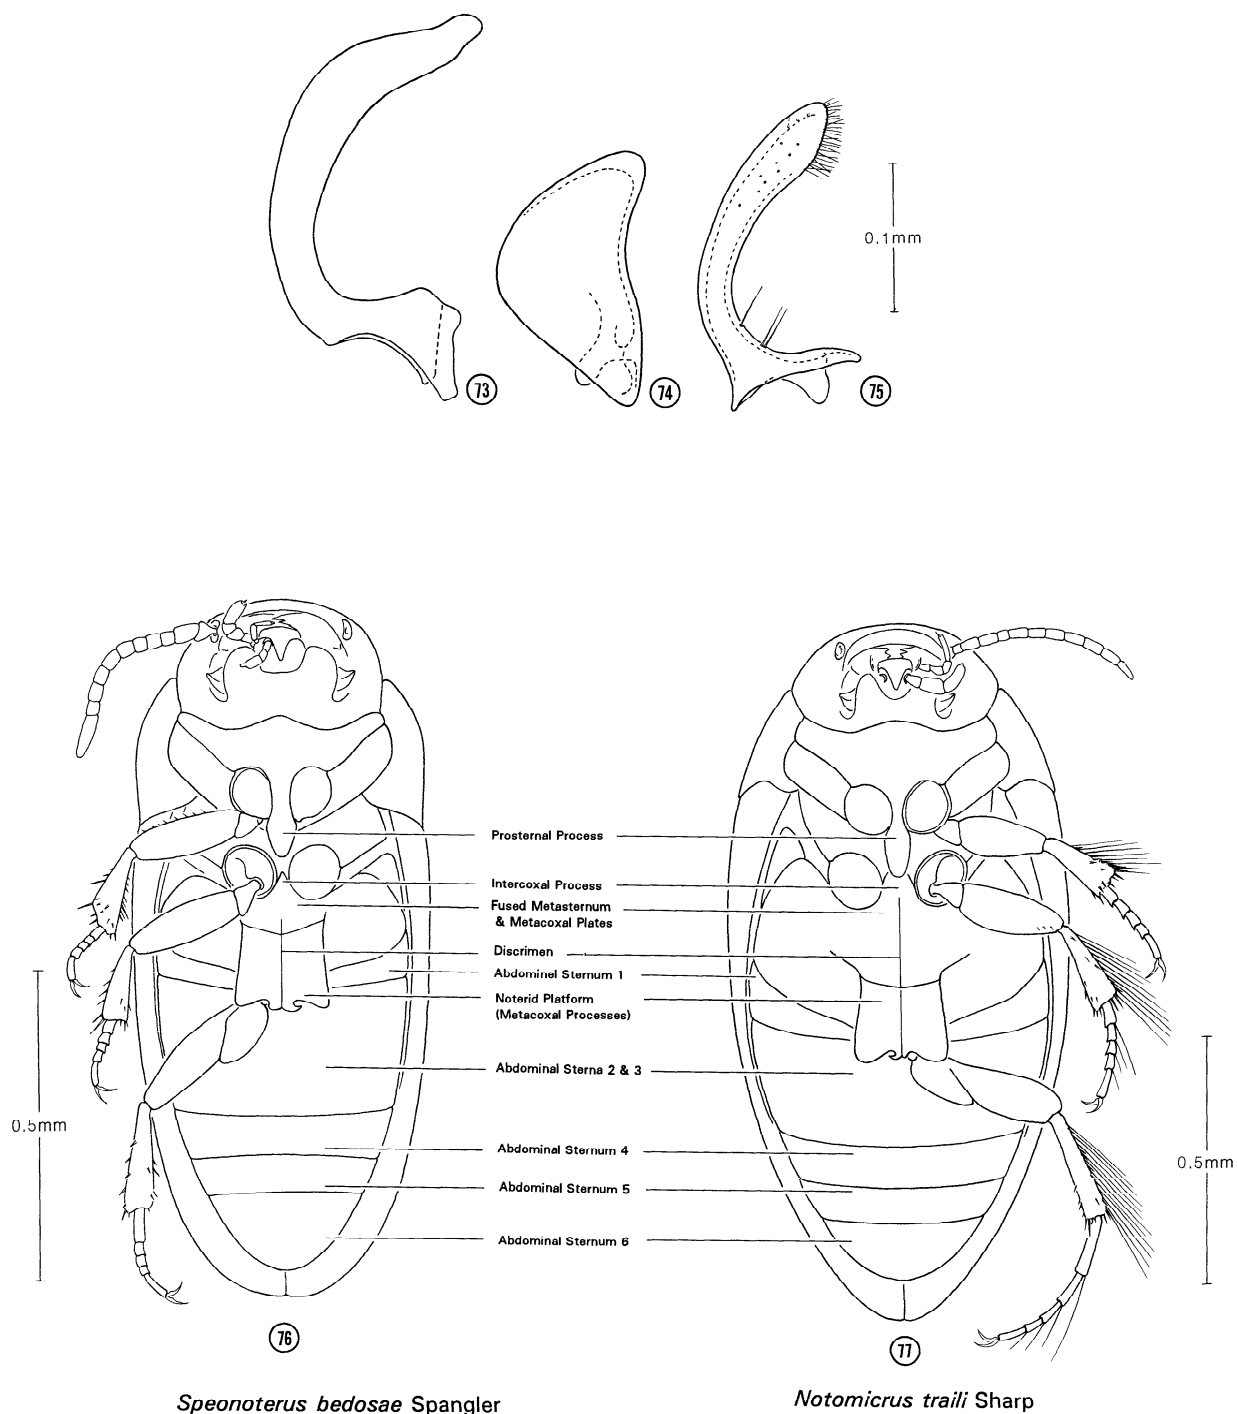 0.1mm
73
74
75
Prosternal Process
Intercoxal Process
Fused Metasternum
& Metacoxal Plates
Discrimen
Abdominel Sternum 1
Noterid Platform
(Metacoxal Processes)
Abdominal Sterna 2 & 3
0.5mm
Abdominal Sternum 4
0.5mm
Abdominal Sternum 5
Abdominal Sternum 6
76
77
Speonoterus bedosae Spangler
Notomicrus traili Sharp